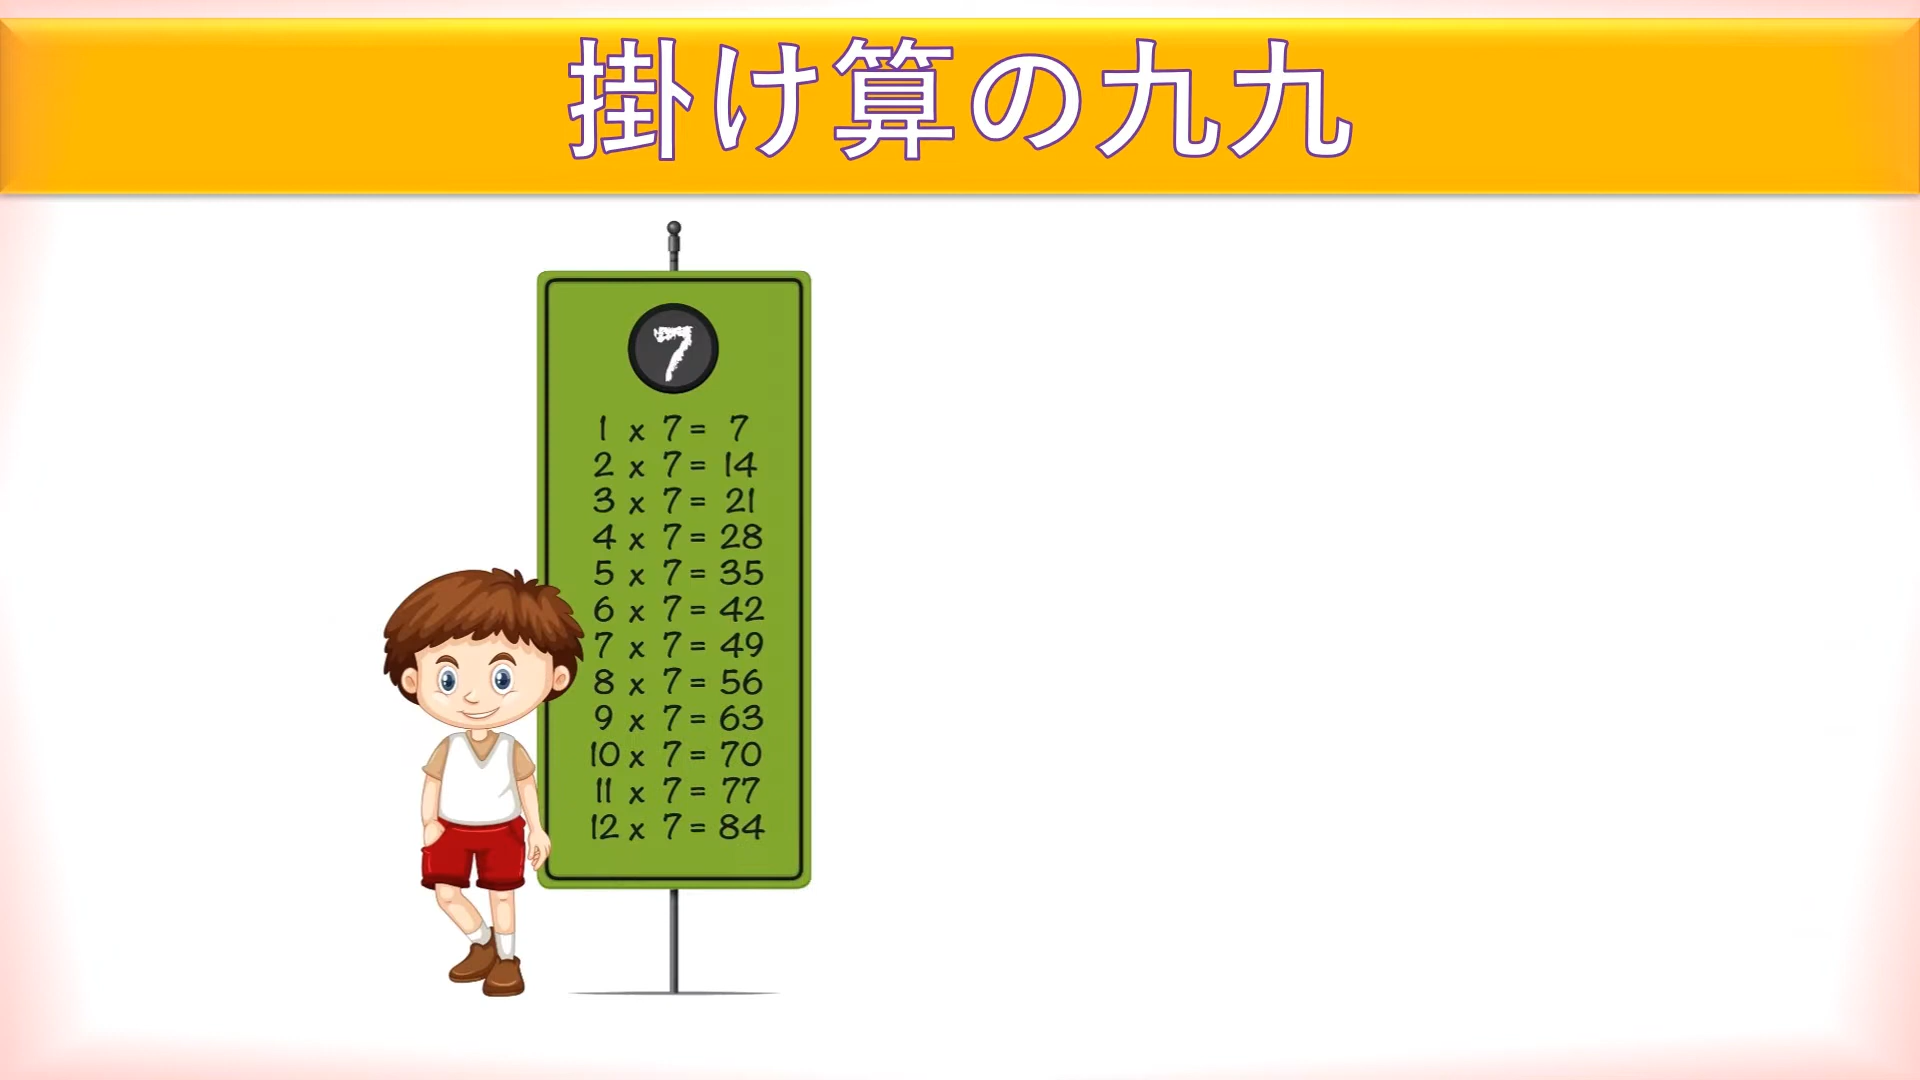 掛け算の九九
7
1 x 7 = 7
2 x 7 = 14
3 x 7 = 21
4 x 7 = 28
5 x 7 = 35
6 x 7 = 42
7 x 7 = 49
8 x 7 = 56
9 x 7 = 63
10 x 7 = 70
11 x 7 = 77
12 x 7 = 84